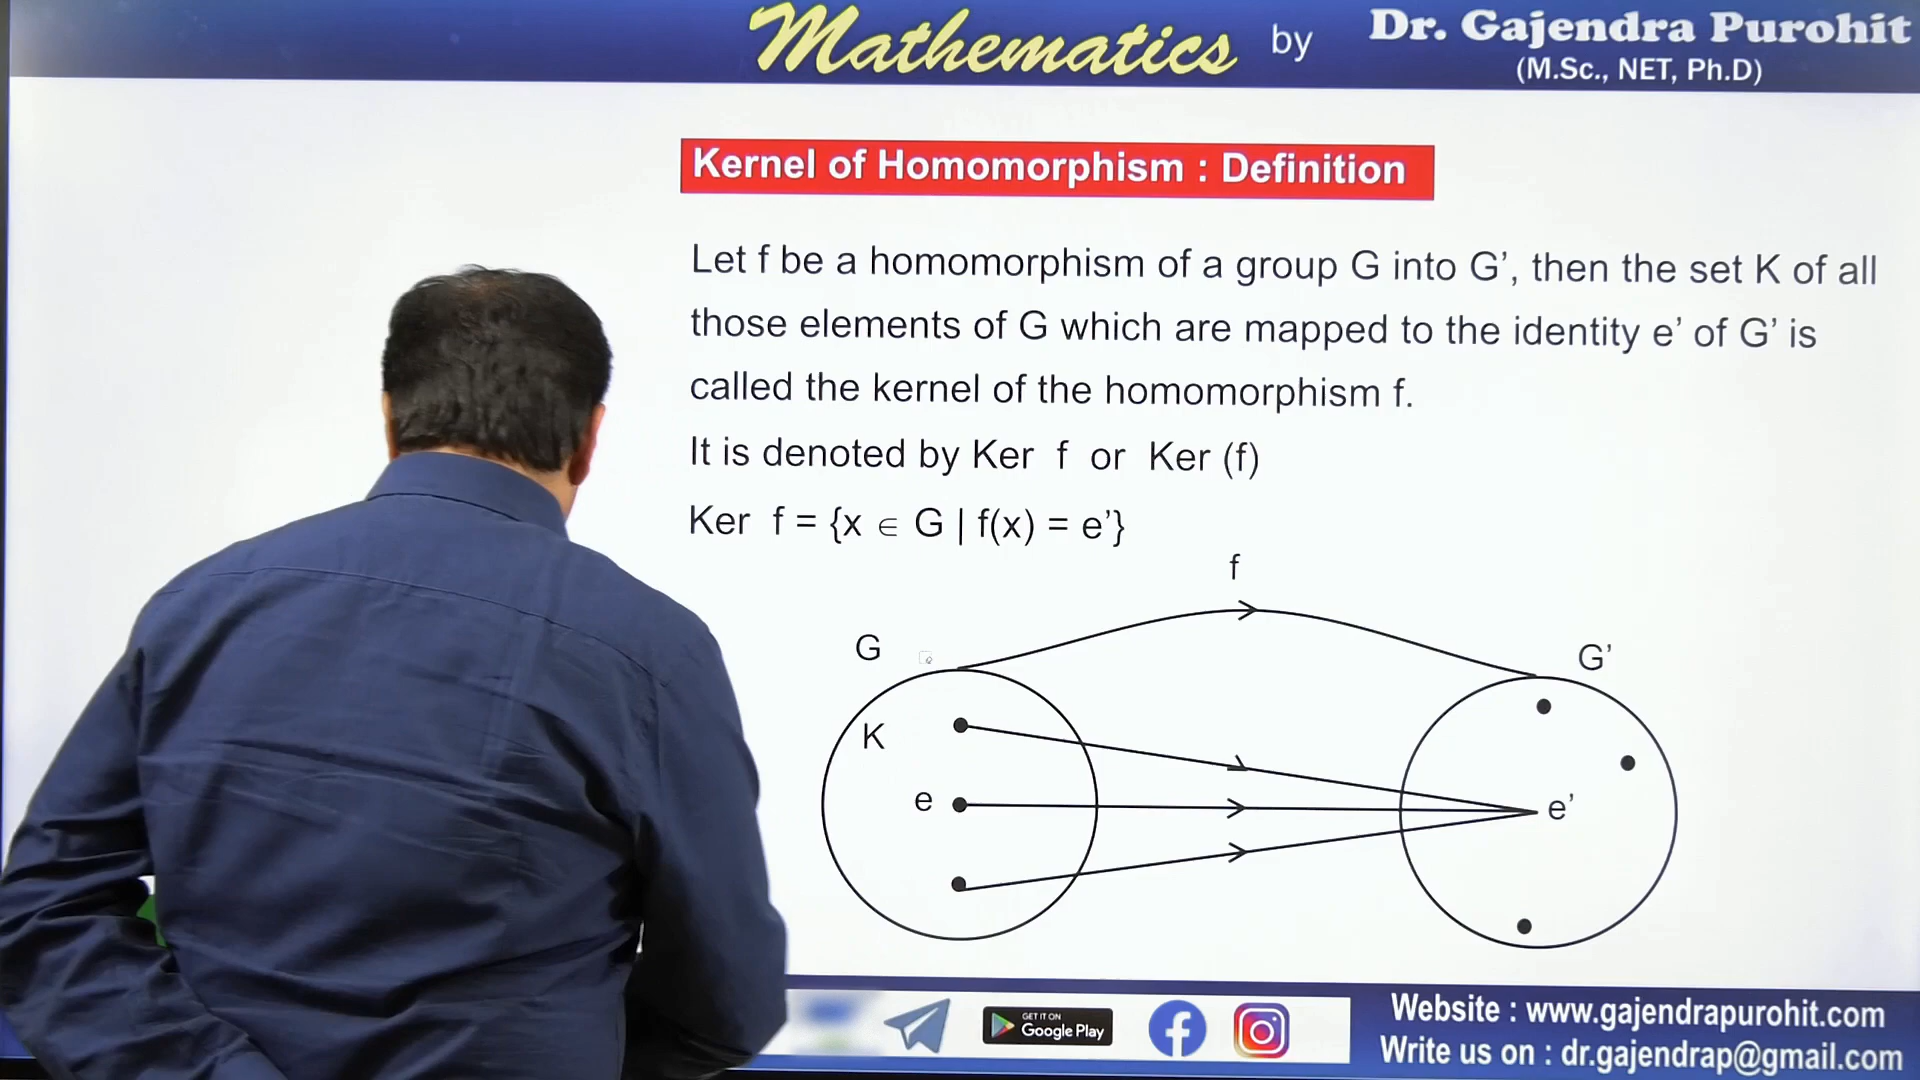 Mathematics by Dr. Gajendra Purohit
(M.Sc., NET, Ph.D)
Kernel of Homomorphism : Definition
Let f be a homomorphism of a group G into G’, then the set K of all
those elements of G which are mapped to the identity e’ of G’ is
called the kernel of the homomorphism f.
It is denoted by Ker f or Ker (f)
Ker f = {x ∈ G | f(x) = e’}
f
G
G’
K
e
e’
GET IT ON
Google Play
Website : www.gajendrapurohit.com
Write us on : dr.gajendrap@gmail.com